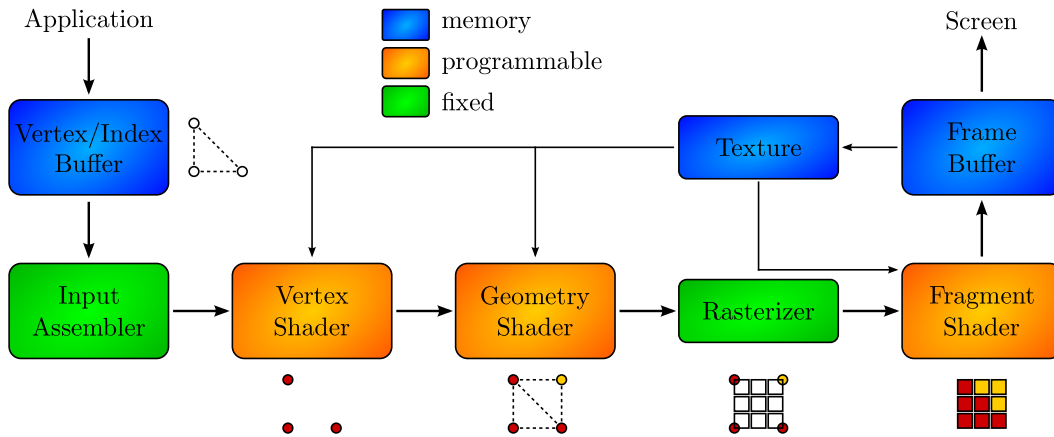 Application
memory
programmable
fixed
Screen
Vertex/Index
Buffer
Texture
Frame
Buffer
Input
Assembler
Vertex
Shader
Geometry
Shader
Rasterizer
Fragment
Shader